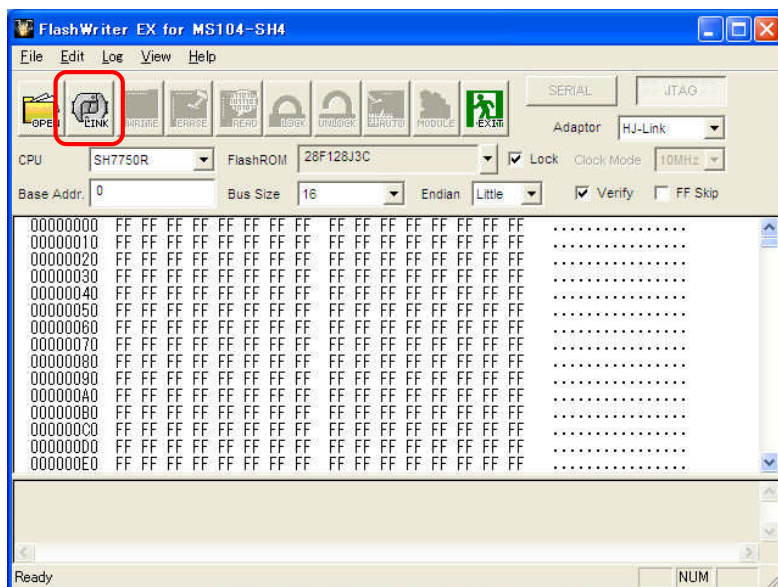 FlashWriter EX for MS104-SH4
File Edit Log View Help
OPEN LINK WRITE ERASE READ LOCK UNLOCK AUTO MODULE EXIT
SERIAL JTAG
Adaptor HJ-Link
CPU SH7750R FlashROM 28F128J3C Lock Clock Mode 10MHz
Base Addr. 0 Bus Size 16 Endian Little Verify FF Skip
00000000 FF FF FF FF FF FF FF FF FF FF FF FF FF FF FF FF ................
00000010 FF FF FF FF FF FF FF FF FF FF FF FF FF FF FF FF ................
00000020 FF FF FF FF FF FF FF FF FF FF FF FF FF FF FF FF ................
00000030 FF FF FF FF FF FF FF FF FF FF FF FF FF FF FF FF ................
00000040 FF FF FF FF FF FF FF FF FF FF FF FF FF FF FF FF ................
00000050 FF FF FF FF FF FF FF FF FF FF FF FF FF FF FF FF ................
00000060 FF FF FF FF FF FF FF FF FF FF FF FF FF FF FF FF ................
00000070 FF FF FF FF FF FF FF FF FF FF FF FF FF FF FF FF ................
00000080 FF FF FF FF FF FF FF FF FF FF FF FF FF FF FF FF ................
00000090 FF FF FF FF FF FF FF FF FF FF FF FF FF FF FF FF ................
000000A0 FF FF FF FF FF FF FF FF FF FF FF FF FF FF FF FF ................
000000B0 FF FF FF FF FF FF FF FF FF FF FF FF FF FF FF FF ................
000000C0 FF FF FF FF FF FF FF FF FF FF FF FF FF FF FF FF ................
000000D0 FF FF FF FF FF FF FF FF FF FF FF FF FF FF FF FF ................
000000E0 FF FF FF FF FF FF FF FF FF FF FF FF FF FF FF FF ................
Ready NUM